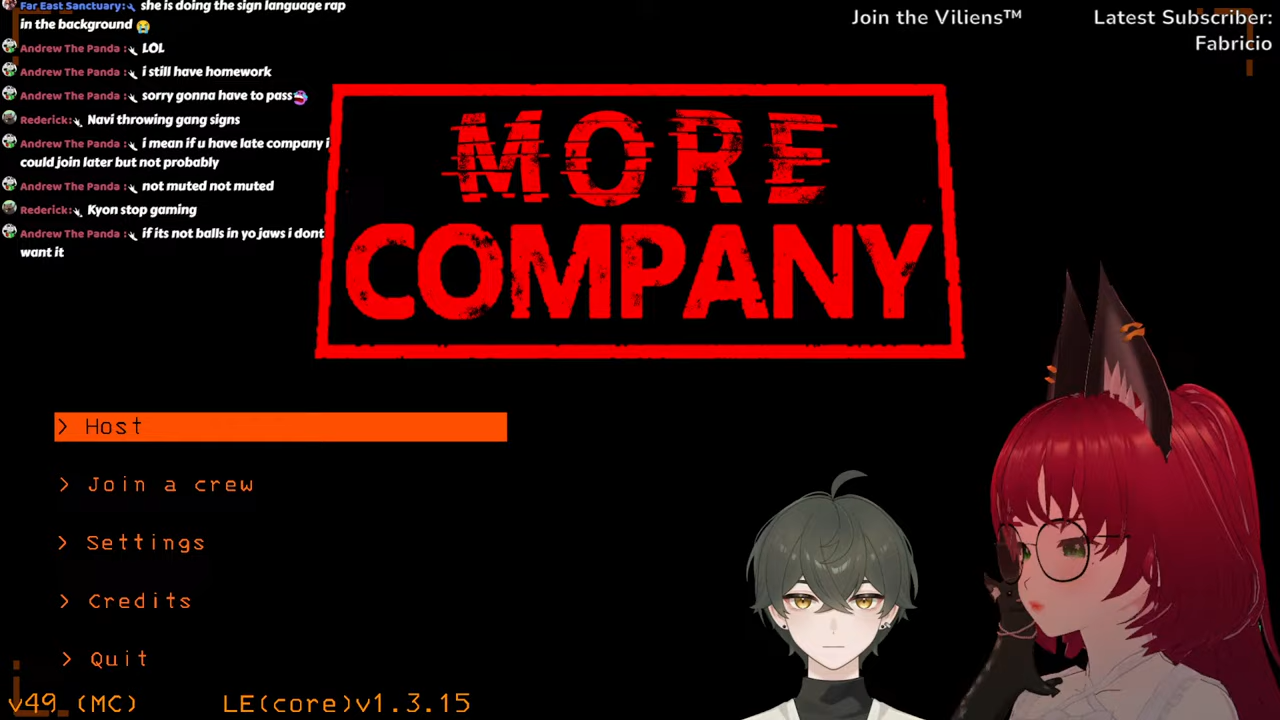 Far East Sanctuary: she is doing the sign language rap
in the background
Andrew The Panda : LOL
Andrew The Panda : i still have homework
Andrew The Panda : sorry gonna have to pass
Rederick: Navi throwing gang signs
Andrew The Panda : i mean if u have late company i
could join later but not probably
Andrew The Panda : not muted not muted
Rederick: Kyon stop gaming
Andrew The Panda : if its not balls in yo jaws i dont
want it
Join the Viliens™
Latest Subscriber:
Fabricio
MORE
COMPANY
> Host
> Join a crew
> Settings
> Credits
> Quit
v49 (MC) LE(core)v1.3.15